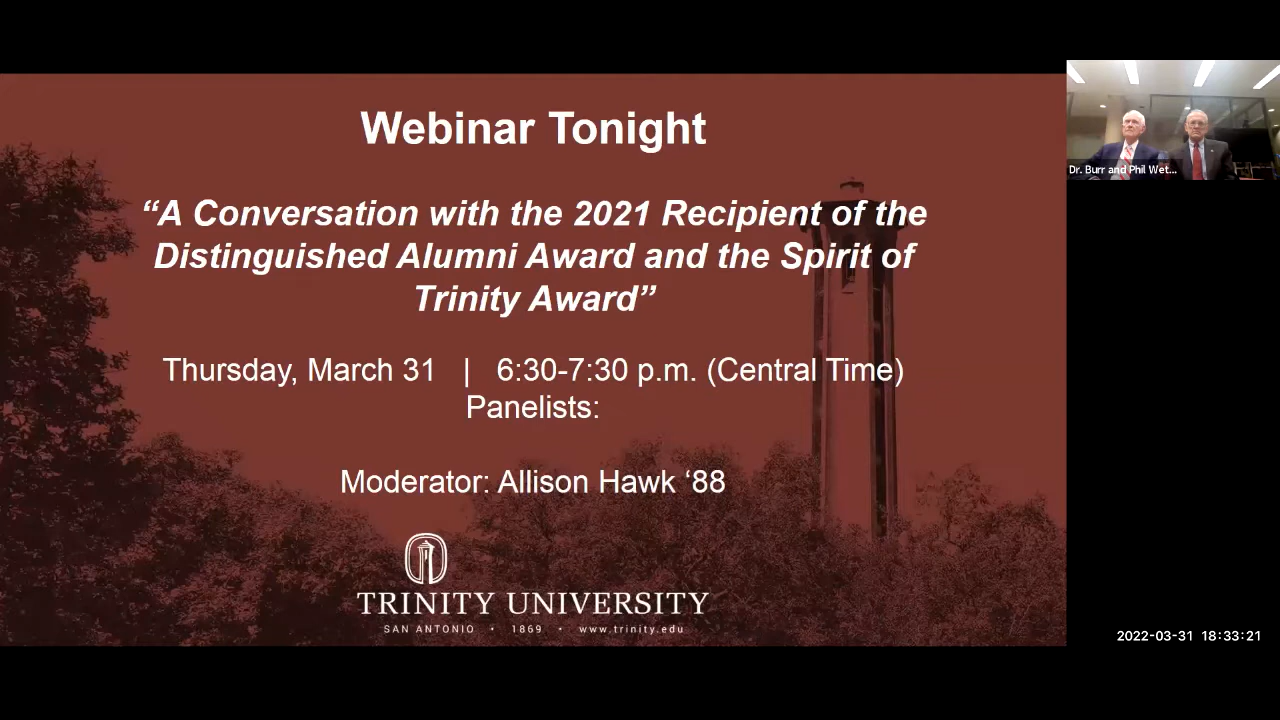 Webinar Tonight
“A Conversation with the 2021 Recipient of the
Distinguished Alumni Award and the Spirit of
Trinity Award”
Thursday, March 31 | 6:30-7:30 p.m. (Central Time)
Panelists:
Moderator: Allison Hawk ‘88
TRINITY UNIVERSITY
SAN ANTONIO • 1869 • www.trinity.edu
Dr. Burr and Phil Wet...
2022-03-31 18:33:21